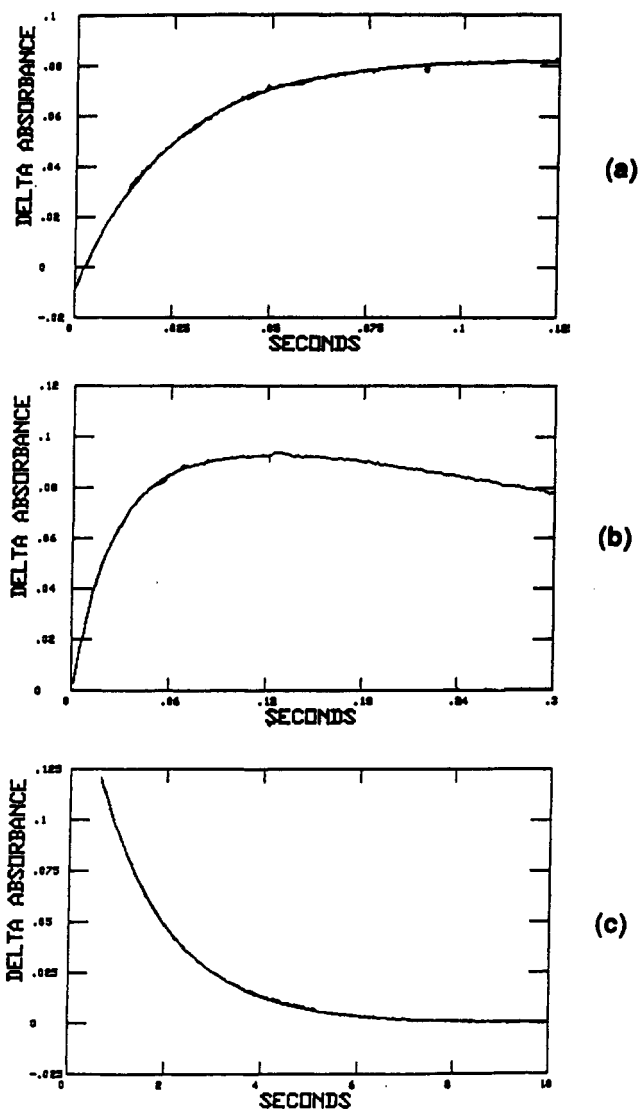 .1
.08
.06
.04
.02
0
-.02
DELTA ABSORBANCE
0 .025 .05 .075 .1 .125
SECONDS
(a)
.12
.1
.08
.06
.04
.02
0
DELTA ABSORBANCE
0 .06 .12 .18 .24 .3
SECONDS
(b)
.125
.1
.075
.05
.025
0
-.025
DELTA ABSORBANCE
0 2 4 6 8 10
SECONDS
(c)